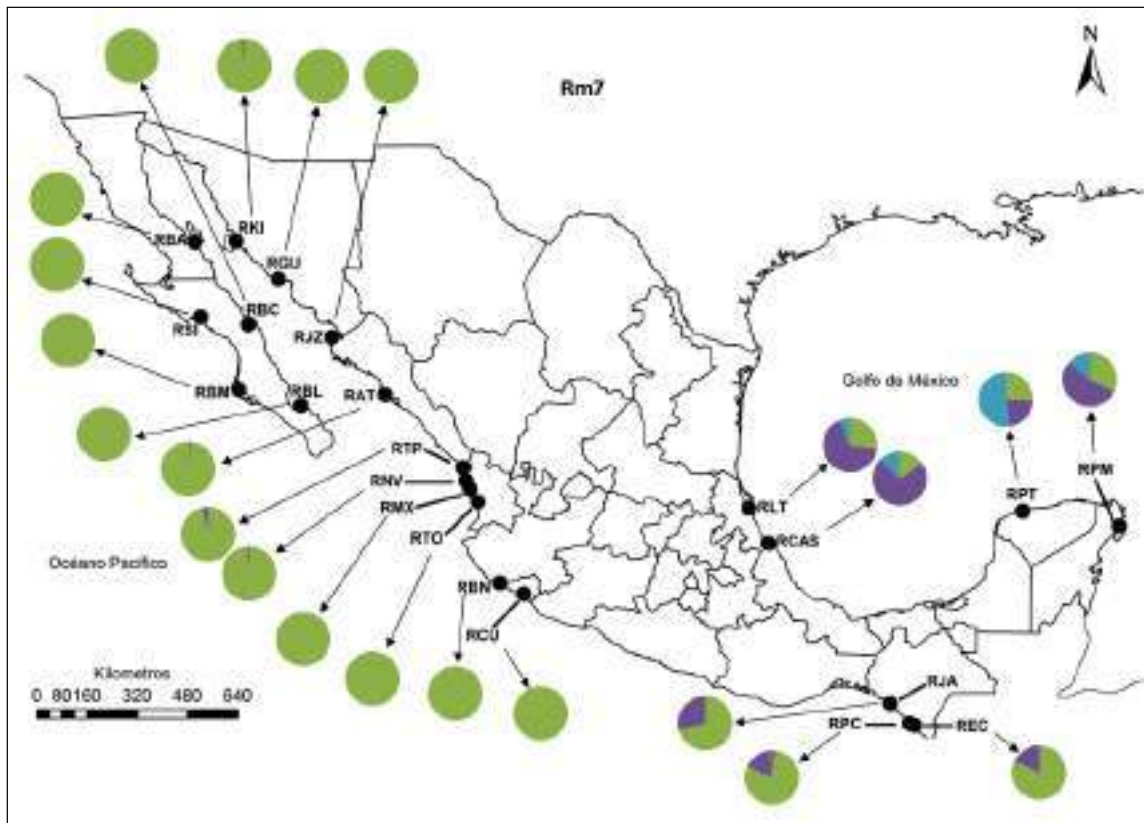 N
Rm7
RKI
RBA
RGU
RBC
RSI
RJZ
RBL
RBM
RAT
Golfo de México
RTP
RNV
RMX
RTO
RPM
RPT
RLT
RCAS
Océano Pacífico
RBN
RCU
Kilometros
0 80160 320 480 640
RJA
RPC
REC